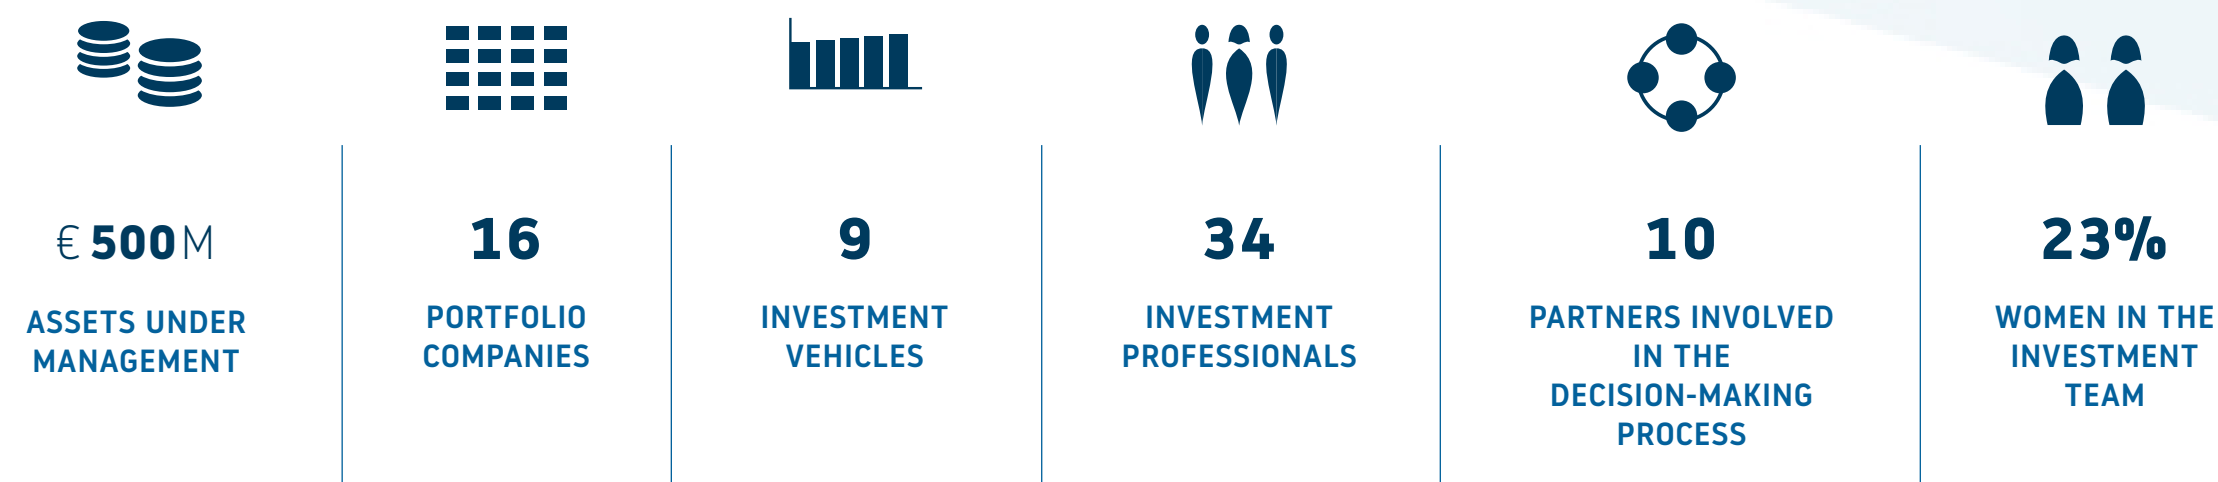 € 500 M
ASSETS UNDER
MANAGEMENT
16
PORTFOLIO
COMPANIES
9
INVESTMENT
VEHICLES
34
INVESTMENT
PROFESSIONALS
10
PARTNERS INVOLVED
IN THE
DECISION-MAKING
PROCESS
23%
WOMEN IN THE
INVESTMENT
TEAM